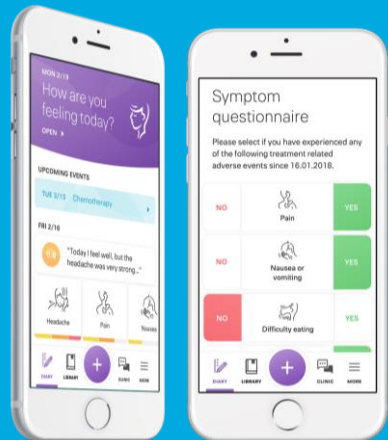 MON 2/19
How are you
feeling today?
OPEN
UPCOMING EVENTS
TUE 5/13 Chemotherapy
FRI 2/16
"Today I feel well, but the
headache was very strong..."
Headache
Pain
Nausea
DIARY
LIBRARY
+
CLINIC
MORE
Symptom
questionnaire
Please select if you have experienced any
of the following treatment related
adverse events since 16.01.2018.
NO
Pain
YES
NO
Nausea or
vomiting
YES
NO
Difficulty eating
YES
DIARY
LIBRARY
+
CLINIC
MORE